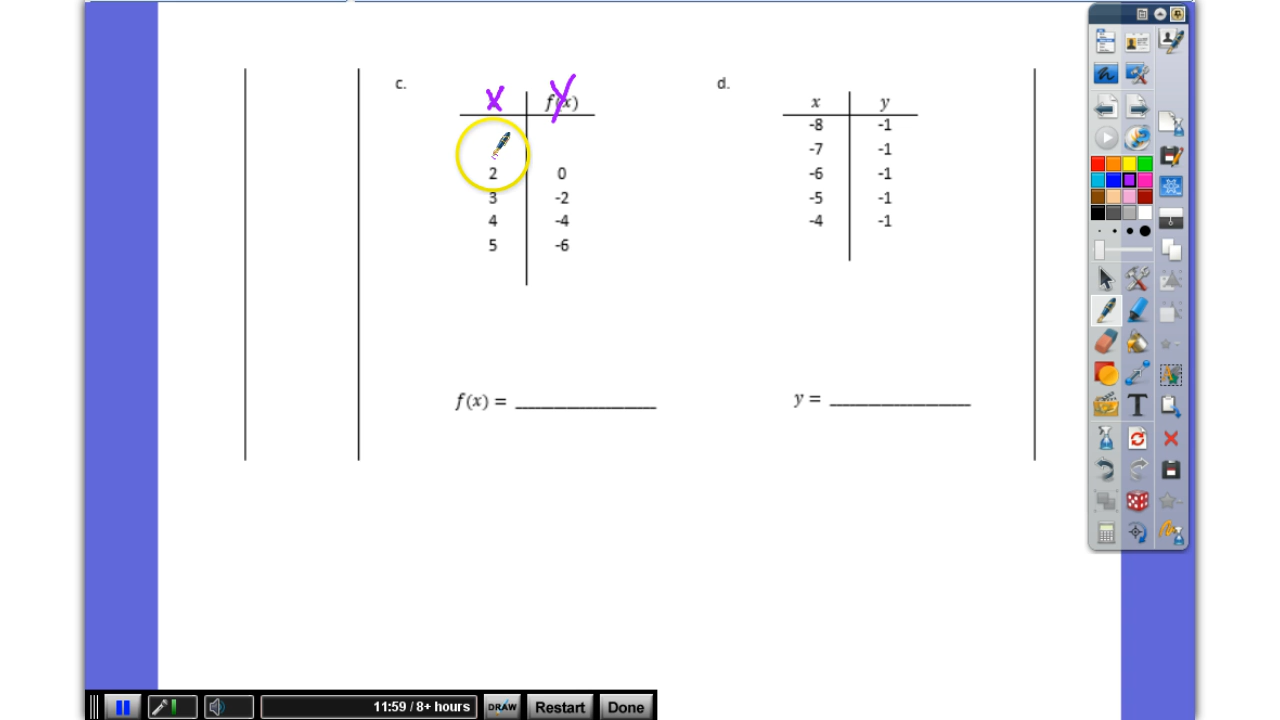 c.
x f(x) y
2 0
3 -2
4 -4
5 -6
f(x) = ____________
d.
x y
-8 -1
-7 -1
-6 -1
-5 -1
-4 -1
y = ____________
11:59 / 8+ hours DRAW Restart Done